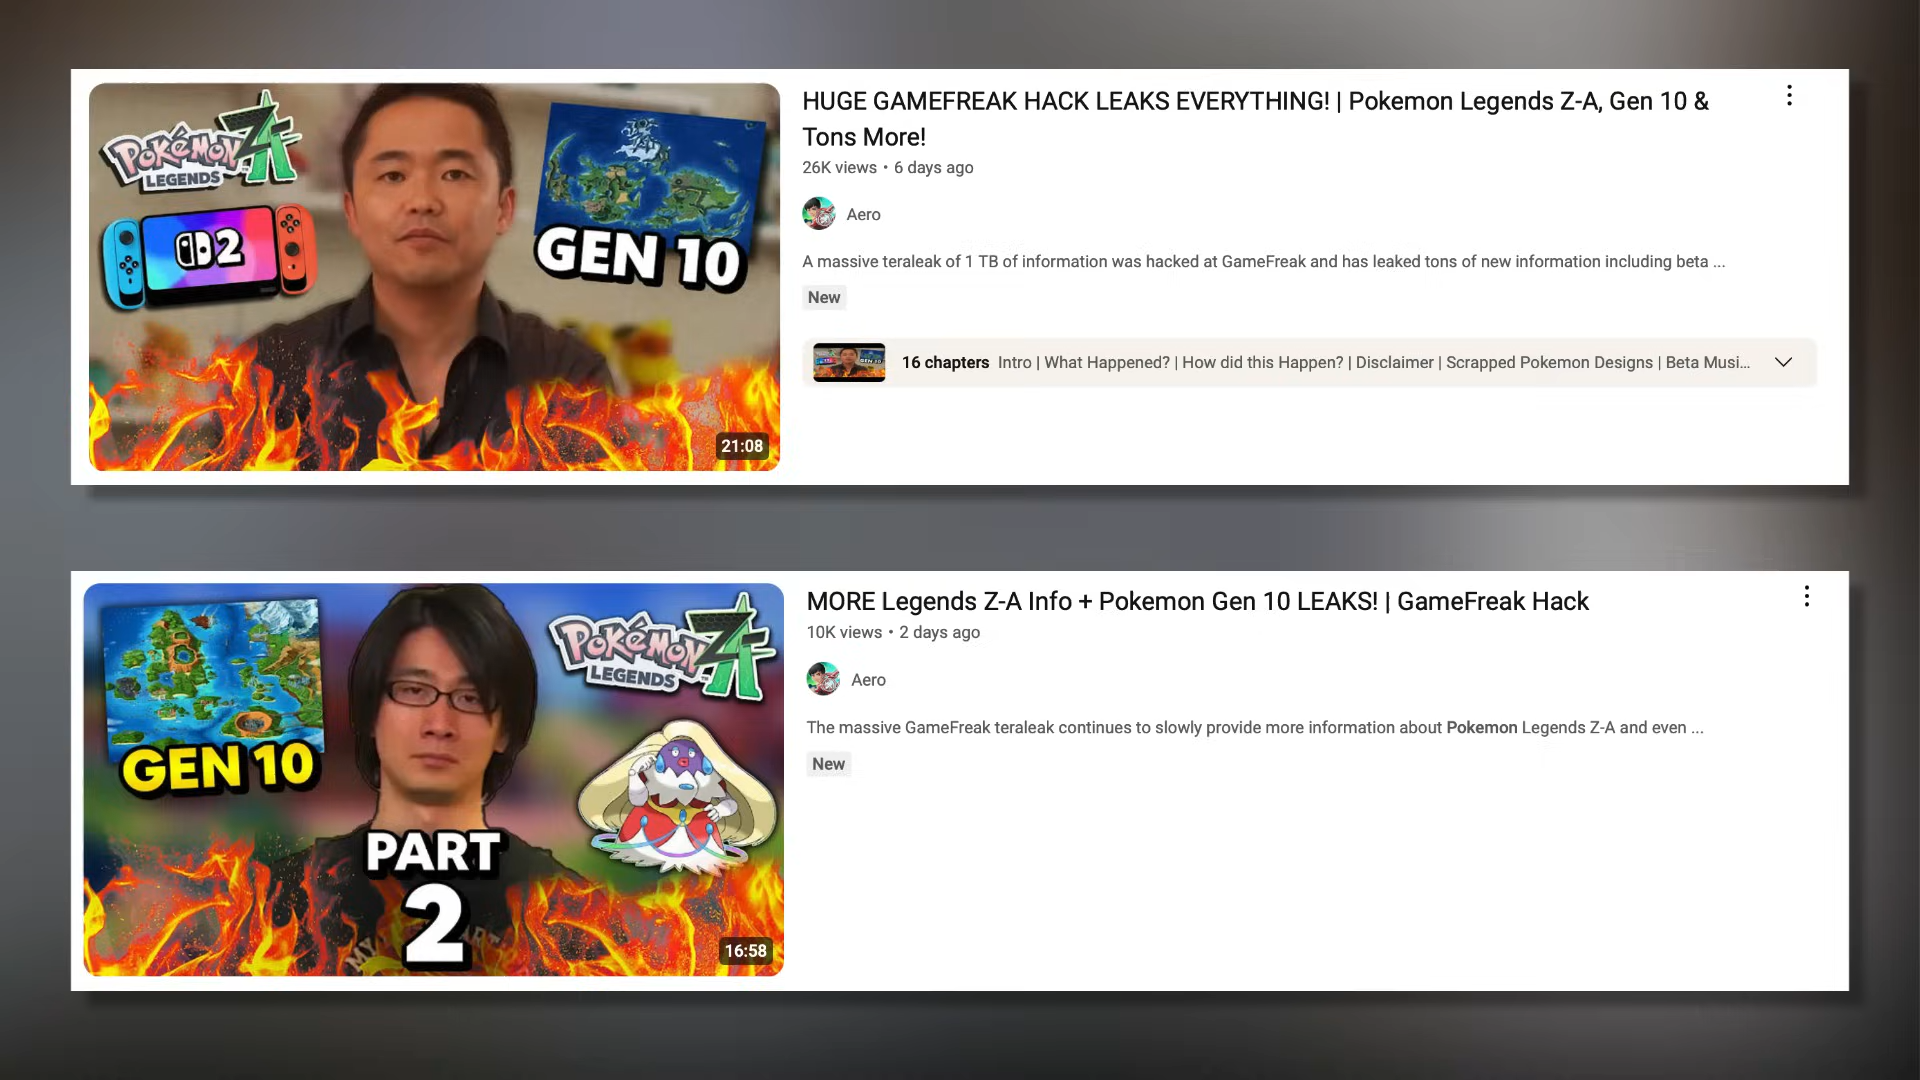 POKéMON
LEGENDS Z-A
2
GEN 10
21:08
HUGE GAMEFREAK HACK LEAKS EVERYTHING! | Pokemon Legends Z-A, Gen 10 &
Tons More!
26K views • 6 days ago
Aero
A massive teraleak of 1 TB of information was hacked at GameFreak and has leaked tons of new information including beta ...
New
16 chapters Intro | What Happened? | How did this Happen? | Disclaimer | Scrapped Pokemon Designs | Beta Musi...
GEN 10
POKéMON
LEGENDS Z-A
PART
2
16:58
MORE Legends Z-A Info + Pokemon Gen 10 LEAKS! | GameFreak Hack
10K views • 2 days ago
Aero
The massive GameFreak teraleak continues to slowly provide more information about Pokemon Legends Z-A and even ...
New